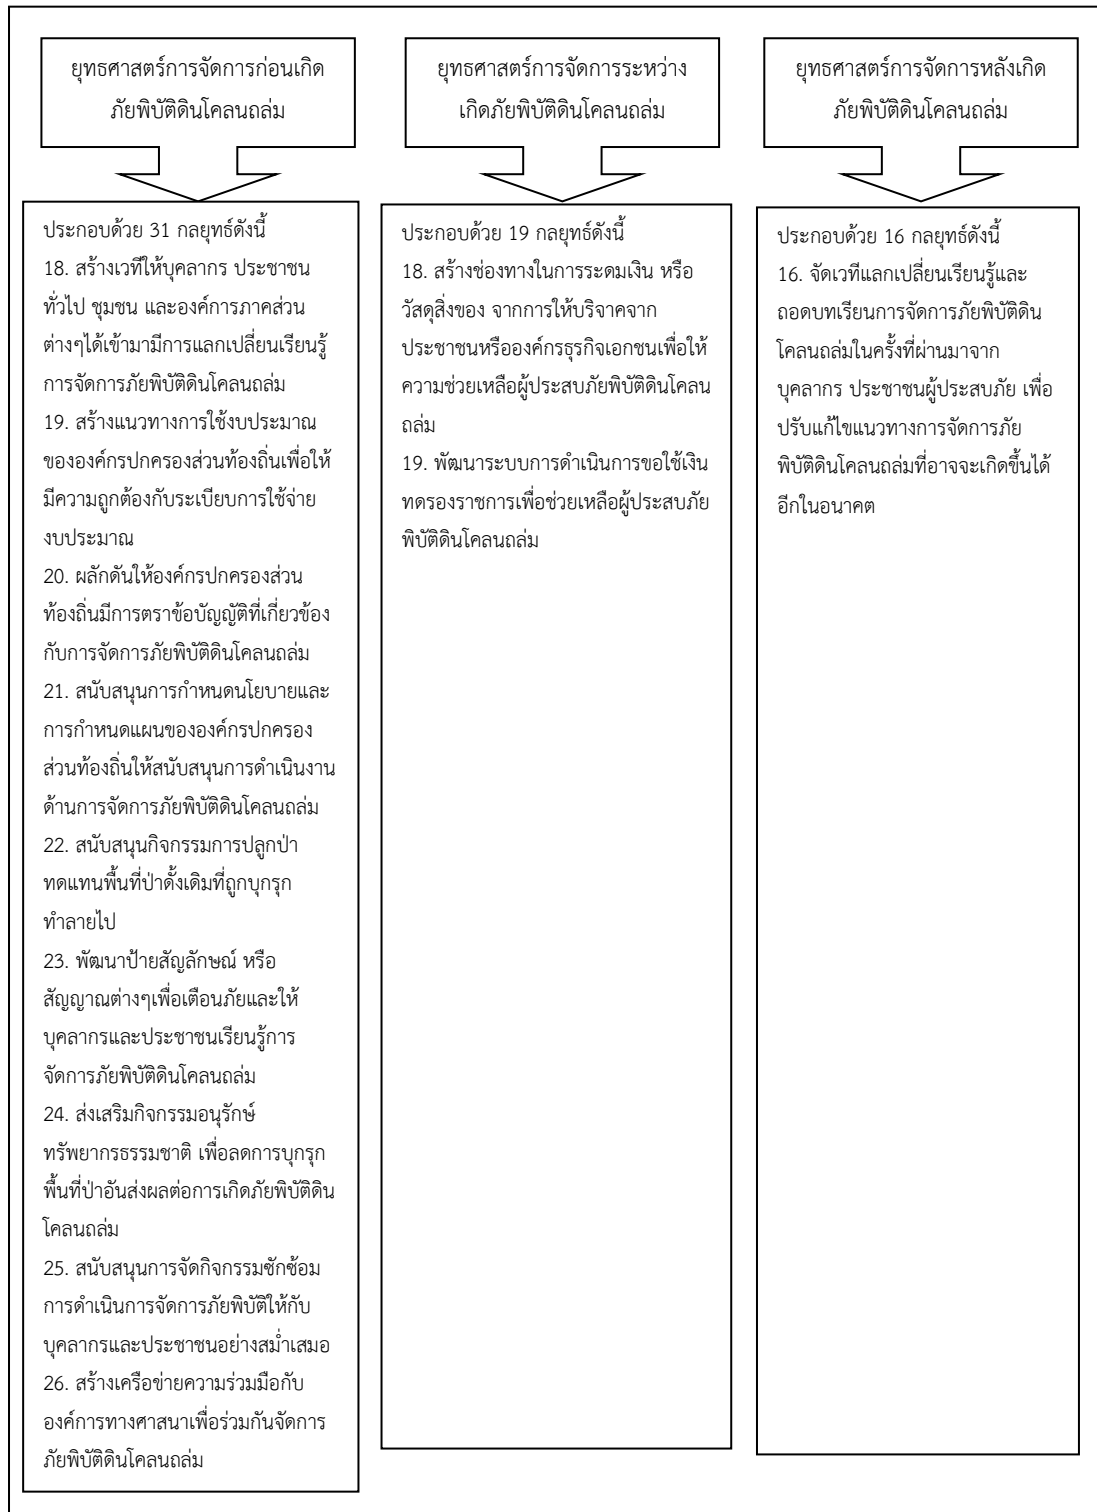 ยุทธศาสตร์การจัดการก่อนเกิด
ภัยพิบัติดินโคลนถล่ม
ยุทธศาสตร์การจัดการระหว่าง
เกิดภัยพิบัติดินโคลนถล่ม
ยุทธศาสตร์การจัดการหลังเกิด
ภัยพิบัติดินโคลนถล่ม
ประกอบด้วย 31 กลยุทธ์ดังนี้
18. สร้างเวทีให้บุคลากร ประชาชน
ทั่วไป ชุมชน และองค์การภาคส่วน
ต่างๆได้เข้ามามีการแลกเปลี่ยนเรียนรู้
การจัดการภัยพิบัติดินโคลนถล่ม
19. สร้างแนวทางการใช้งบประมาณ
ขององค์กรปกครองส่วนท้องถิ่นเพื่อให้
มีความถูกต้องกับระเบียบการใช้จ่าย
งบประมาณ
20. ผลักดันให้องค์กรปกครองส่วน
ท้องถิ่นมีการตราข้อบัญญัติที่เกี่ยวข้อง
กับการจัดการภัยพิบัติดินโคลนถล่ม
21. สนับสนุนการกำหนดนโยบายและ
การกำหนดแผนขององค์กรปกครอง
ส่วนท้องถิ่นให้สนับสนุนการดำเนินงาน
ด้านการจัดการภัยพิบัติดินโคลนถล่ม
22. สนับสนุนกิจกรรมการปลูกป่า
ทดแทนพื้นที่ป่าดั้งเดิมที่ถูกบุกรุก
ทำลายไป
23. พัฒนาป้ายสัญลักษณ์ หรือ
สัญญาณต่างๆเพื่อเตือนภัยและให้
บุคลากรและประชาชนเรียนรู้การ
จัดการภัยพิบัติดินโคลนถล่ม
24. ส่งเสริมกิจกรรมอนุรักษ์
ทรัพยากรธรรมชาติ เพื่อลดการบุกรุก
พื้นที่ป่าอันส่งผลต่อการเกิดภัยพิบัติดิน
โคลนถล่ม
25. สนับสนุนการจัดกิจกรรมซักซ้อม
การดำเนินการจัดการภัยพิบัติให้กับ
บุคลากรและประชาชนอย่างสม่ำเสมอ
26. สร้างเครือข่ายความร่วมมือกับ
องค์การทางศาสนาเพื่อร่วมกันจัดการ
ภัยพิบัติดินโคลนถล่ม
ประกอบด้วย 19 กลยุทธ์ดังนี้
18. สร้างช่องทางในการระดมเงิน หรือ
วัสดุสิ่งของ จากการให้บริจาคจาก
ประชาชนหรือองค์กรธุรกิจเอกชนเพื่อให้
ความช่วยเหลือผู้ประสบภัยพิบัติดินโคลน
ถล่ม
19. พัฒนาระบบการดำเนินการขอใช้เงิน
ทดรองราชการเพื่อช่วยเหลือผู้ประสบภัย
พิบัติดินโคลนถล่ม
ประกอบด้วย 16 กลยุทธ์ดังนี้
16. จัดเวทีแลกเปลี่ยนเรียนรู้และ
ถอดบทเรียนการจัดการภัยพิบัติดิน
โคลนถล่มในครั้งที่ผ่านมาจาก
บุคลากร ประชาชนผู้ประสบภัย เพื่อ
ปรับแก้ไขแนวทางการจัดการภัย
พิบัติดินโคลนถล่มที่อาจจะเกิดขึ้นได้
อีกในอนาคต